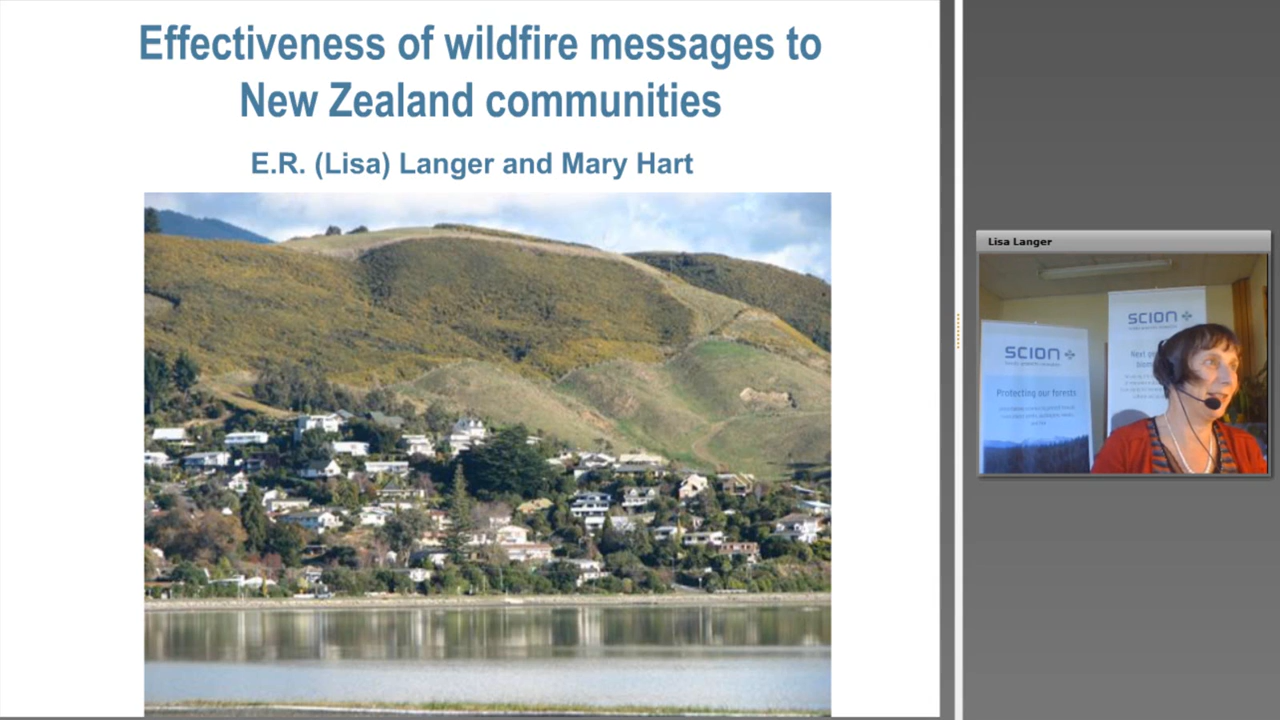 Effectiveness of wildfire messages to
New Zealand communities
E.R. (Lisa) Langer and Mary Hart
Lisa Langer
SCION
SCION
Protecting our forests